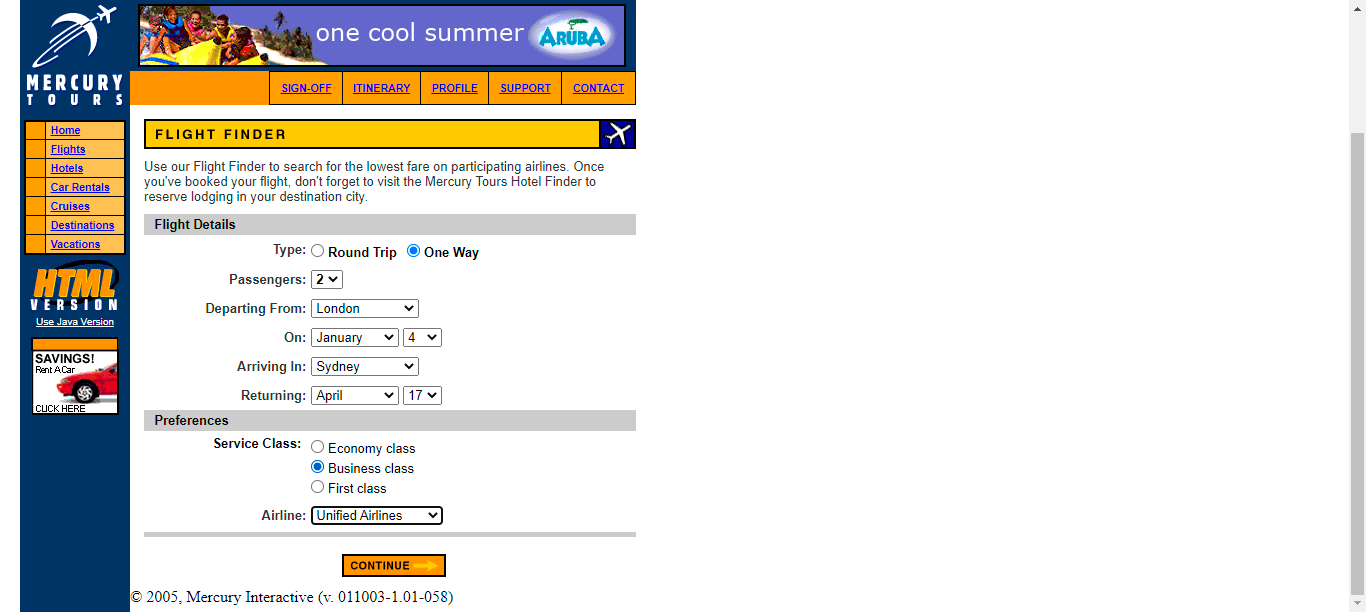 one cool summer ARUBA
MERCURY
TOURS
SIGN-OFF ITINERARY PROFILE SUPPORT CONTACT
Home
Flights
Hotels
Car Rentals
Cruises
Destinations
Vacations
HTML
VERSION
Use Java Version
SAVINGS!
Rent A Car
CLICK HERE
FLIGHT FINDER
Use our Flight Finder to search for the lowest fare on participating airlines. Once
you've booked your flight, don't forget to visit the Mercury Tours Hotel Finder to
reserve lodging in your destination city.
Flight Details
Type: Round Trip One Way
Passengers: 2
Departing From: London
On: January 4
Arriving In: Sydney
Returning: April 17
Preferences
Service Class: Economy class
Business class
First class
Airline: Unified Airlines
CONTINUE
© 2005, Mercury Interactive (v. 011003-1.01-058)